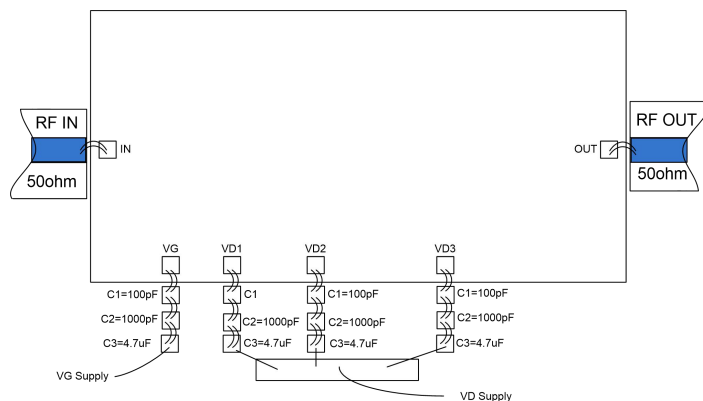 RF IN
RF OUT
IN
OUT
50ohm
50ohm
VG
VD1
VD2
VD3
C1=100pF
C1
C1=100pF
C1=100pF
C2=1000pF
C2=1000pF
C2=1000pF
C2=1000pF
C3=4.7uF
C3=4.7uF
C3=4.7uF
C3=4.7uF
VG Supply
VD Supply